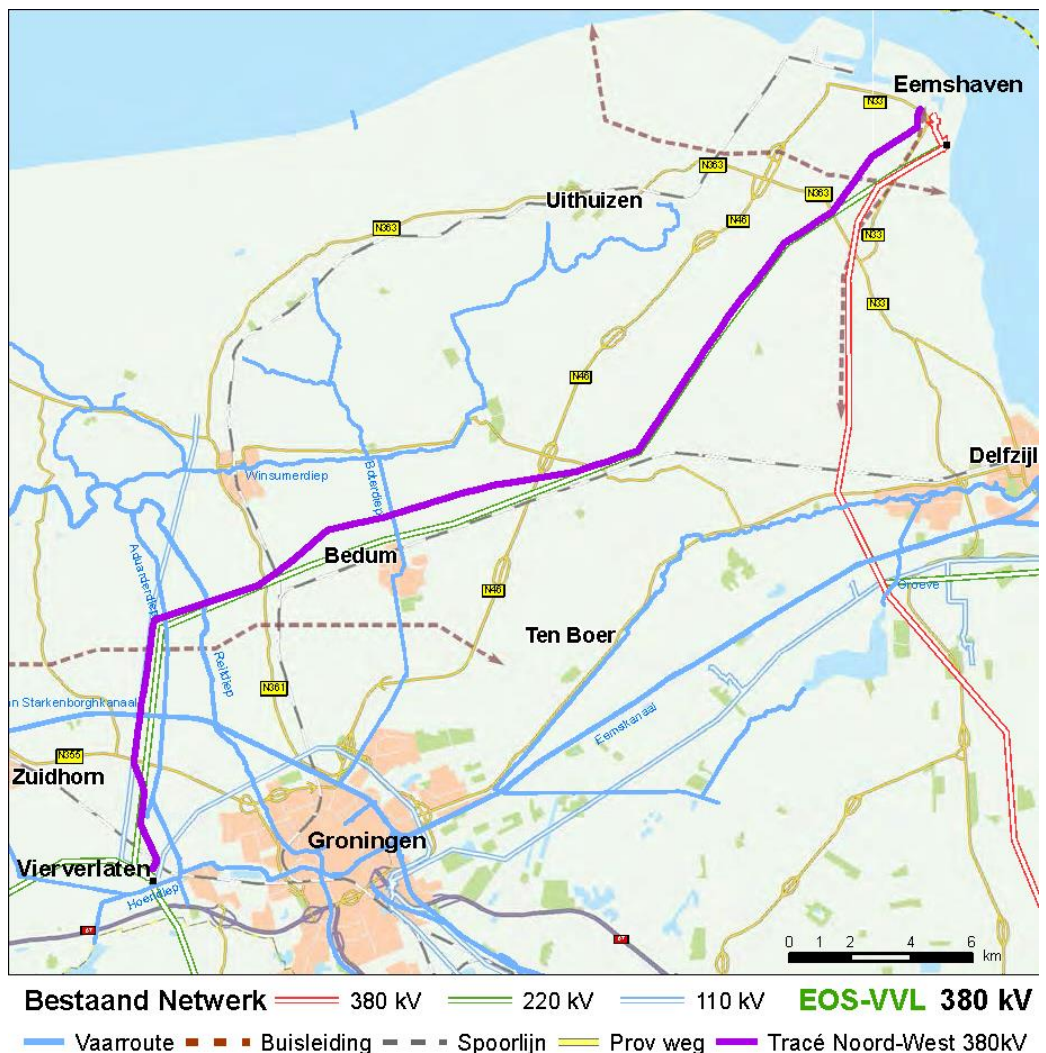 Eemshaven
N33
N363
N363
Uithuizen
N46
N363
N33
N33
N46
Delfzijl
Winsumerdiep
Boterdiep
Aduarderdiep
Bedum
N46
Groeve
Ten Boer
Reitdiep
N361
an Starkenborghkanaal
Eemskanaal
N355
Zuidhorn
Groningen
Vierverlaten
Hoendiep
0 1 2 4 6
km
Bestaand Netwerk 380 kV 220 kV 110 kV EOS-VVL 380 kV
Vaarroute Buisleiding Spoorlijn Prov weg Tracé Noord-West 380kV